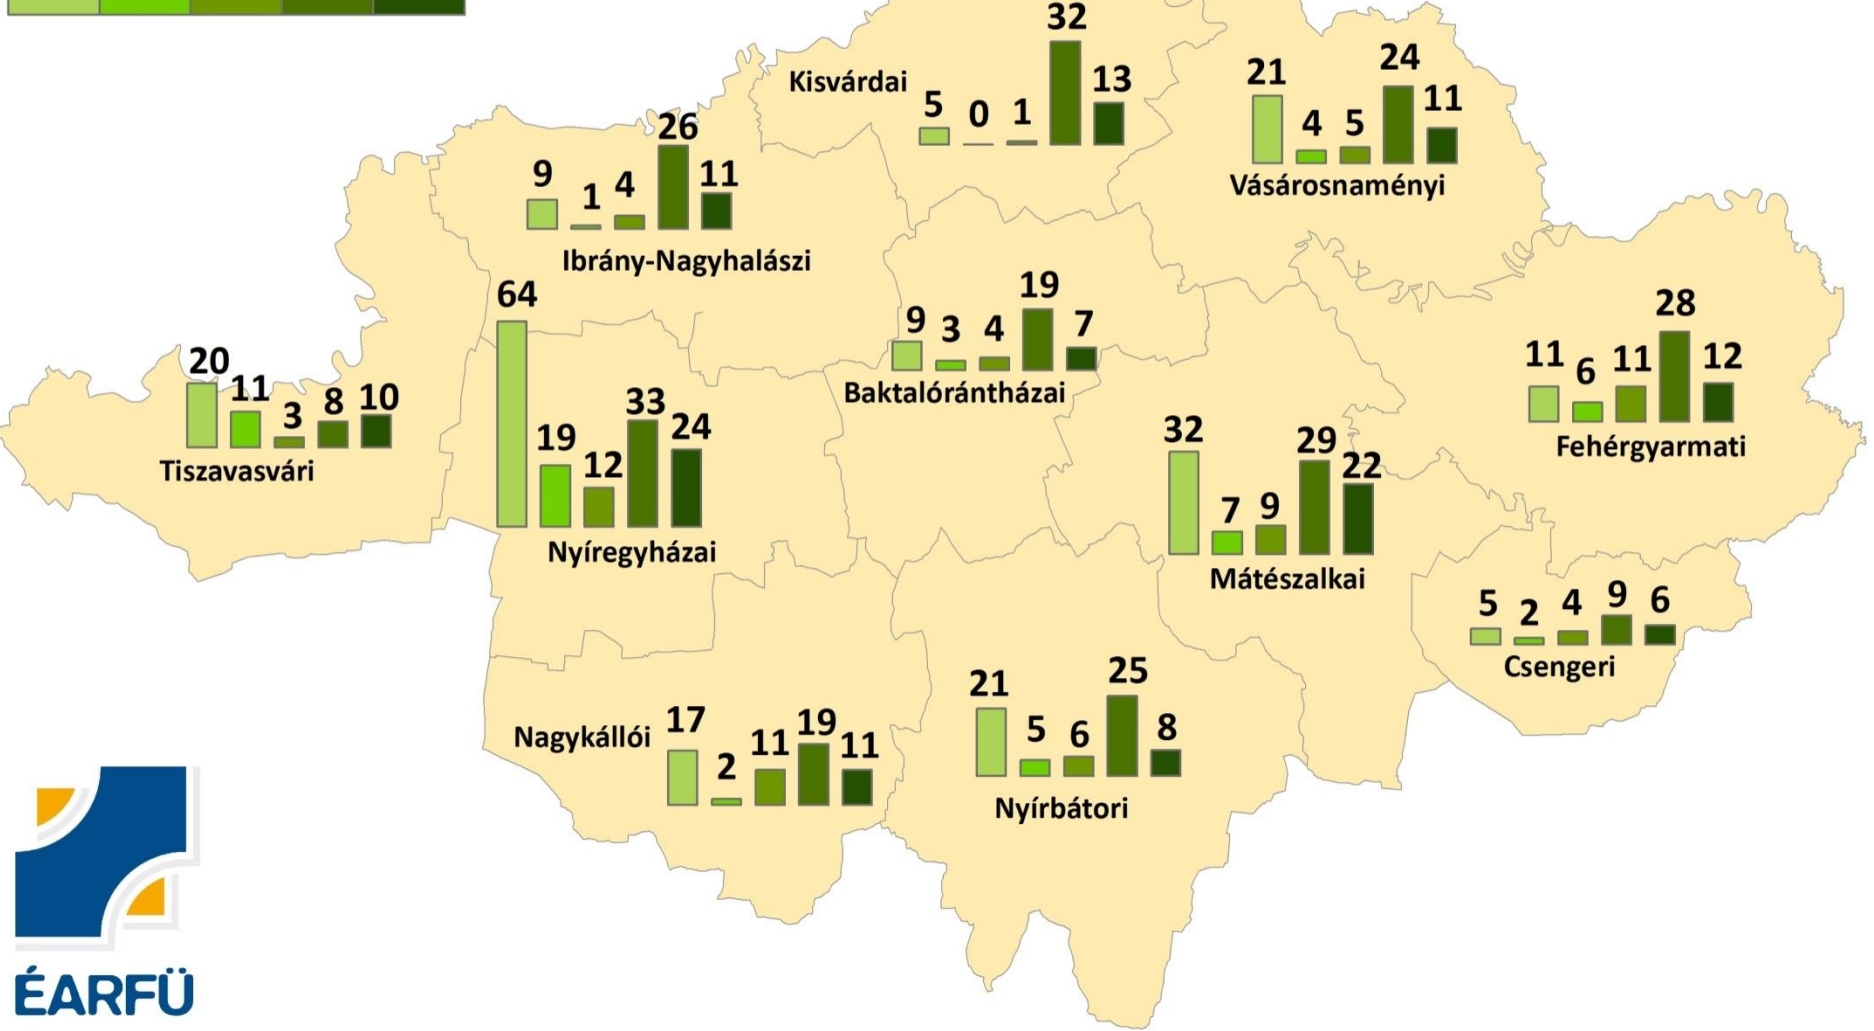 32
Kisvárdai
5 0 1 13
21 4 5 24 11
Vásárosnaményi
9 1 4 26 11
Ibrány-Nagyhalászi
9 3 4 19 7
Baktalórántházai
11 6 11 28 12
Fehérgyarmati
20 11 3 8 10
Tiszavasvári
64 19 12 33 24
Nyíregyházai
32 7 9 29 22
Mátészalkai
5 2 4 9 6
Csengeri
Nagykállói
17 2 11 19 11
21 5 6 25 8
Nyírbátori
ÉARFÜ